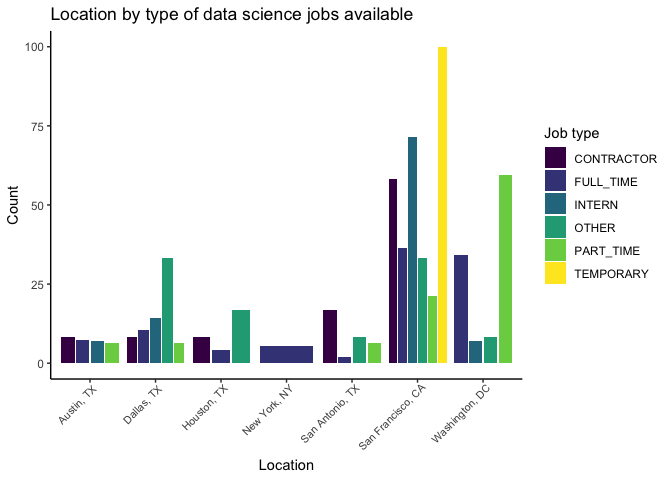 Location by type of data science jobs available
Count
100
75
50
25
0
Austin, TX
Dallas, TX
Houston, TX
New York, NY
San Antonio, TX
San Francisco, CA
Washington, DC
Location
Job type
CONTRACTOR
FULL_TIME
INTERN
OTHER
PART_TIME
TEMPORARY